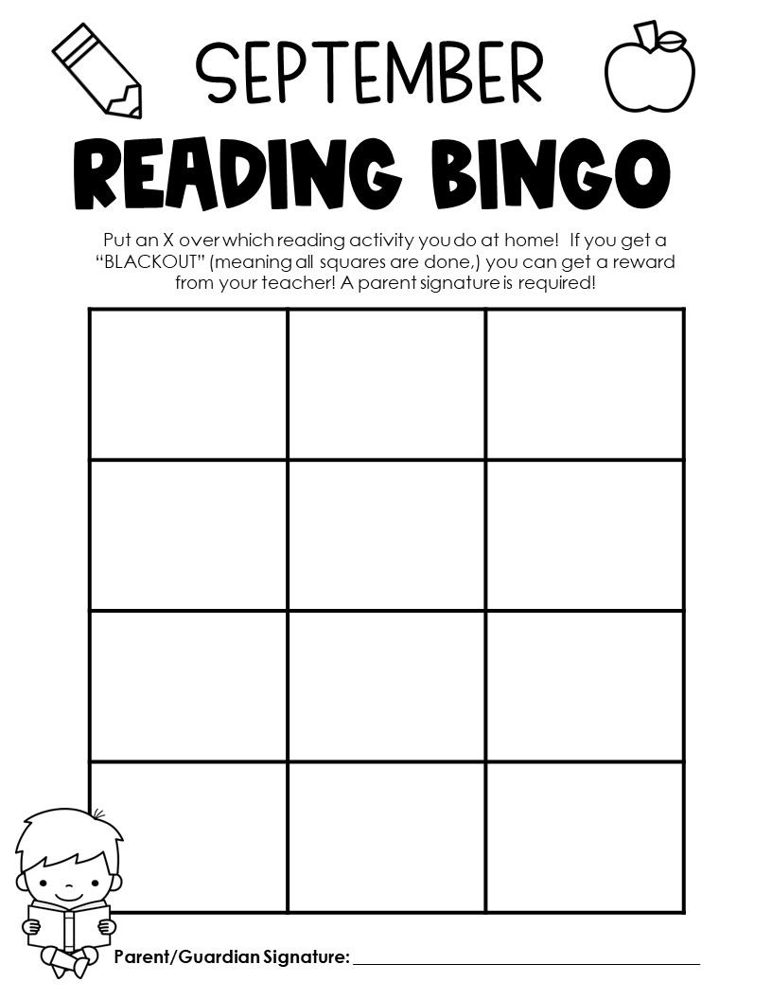 SEPTEMBER
READING BINGO
Put an X over which reading activity you do at home! If you get a
“BLACKOUT” (meaning all squares are done,) you can get a reward
from your teacher! A parent signature is required!
Parent/Guardian Signature: ___________________________________